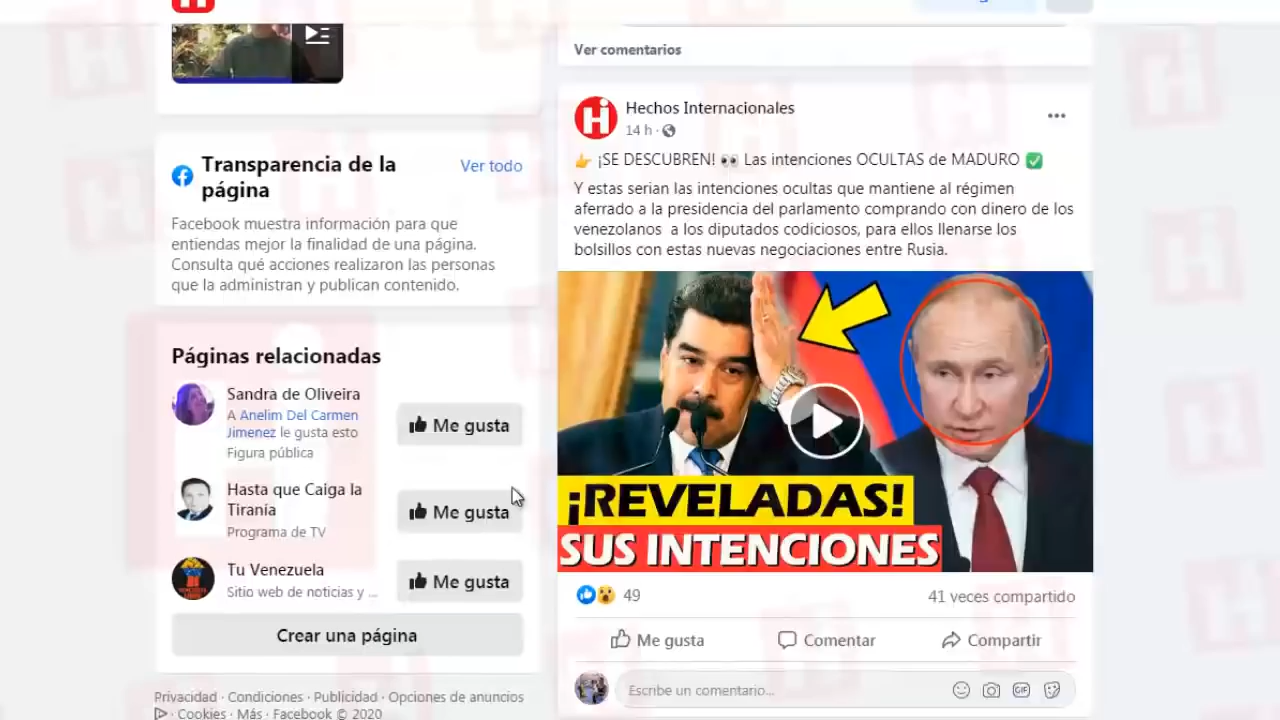 Ver comentarios
Hechos Internacionales
14 h ·
👉 ¡SE DESCUBREN! 👀 Las intenciones OCULTAS de MADURO ✅
Y estas serian las intenciones ocultas que mantiene al régimen
aferrado a la presidencia del parlamento comprando con dinero de los
venezolanos a los diputados codiciosos, para ellos llenarse los
bolsillos con estas nuevas negociaciones entre Rusia.
¡REVELADAS!
SUS INTENCIONES
49
41 veces compartido
Me gusta
Comentar
Compartir
Escribe un comentario...
GIF
Transparencia de la
página
Ver todo
Facebook muestra información para que
entiendas mejor la finalidad de una página.
Consulta qué acciones realizaron las personas
que la administran y publican contenido.
Páginas relacionadas
Sandra de Oliveira
A Anelim Del Carmen
Jimenez le gusta esto
Figura pública
Me gusta
Hasta que Caiga la
Tiranía
Programa de TV
Me gusta
Tu Venezuela
Sitio web de noticias y ...
Me gusta
Crear una página
Privacidad · Condiciones · Publicidad · Opciones de anuncios
· Cookies · Más · Facebook © 2020